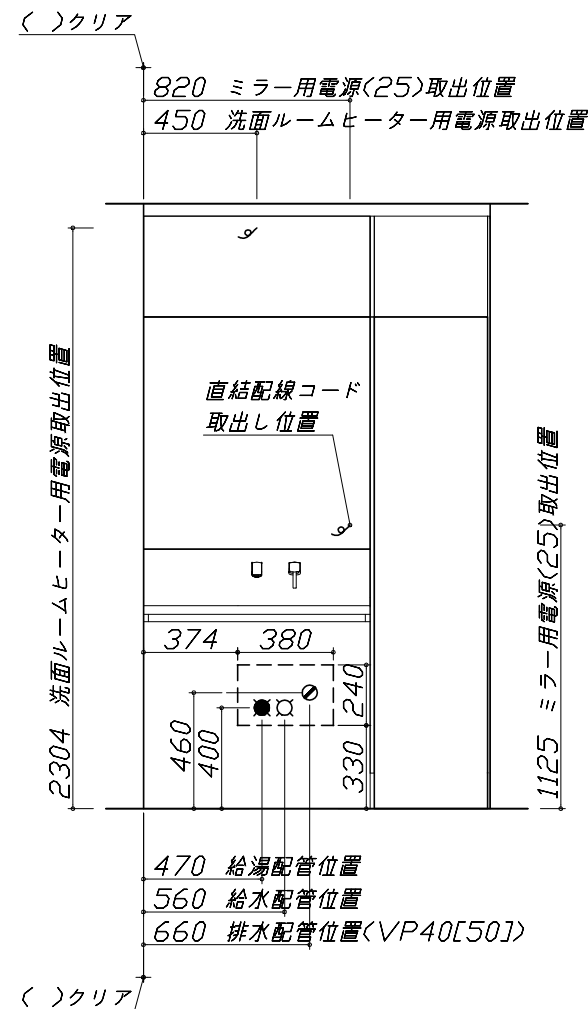 ( )クリア
820 ミラー用電源(25)取出位置
450 洗面ルームヒーター用電源取出位置
直結配線コード
取出し位置
2304 洗面ルームヒーター用電源取出位置
1125 ミラー用電源(25)取出位置
374
380
240
330
460
400
470 給湯配管位置
560 給水配管位置
660 排水配管位置(VP40[50])
( )クリア